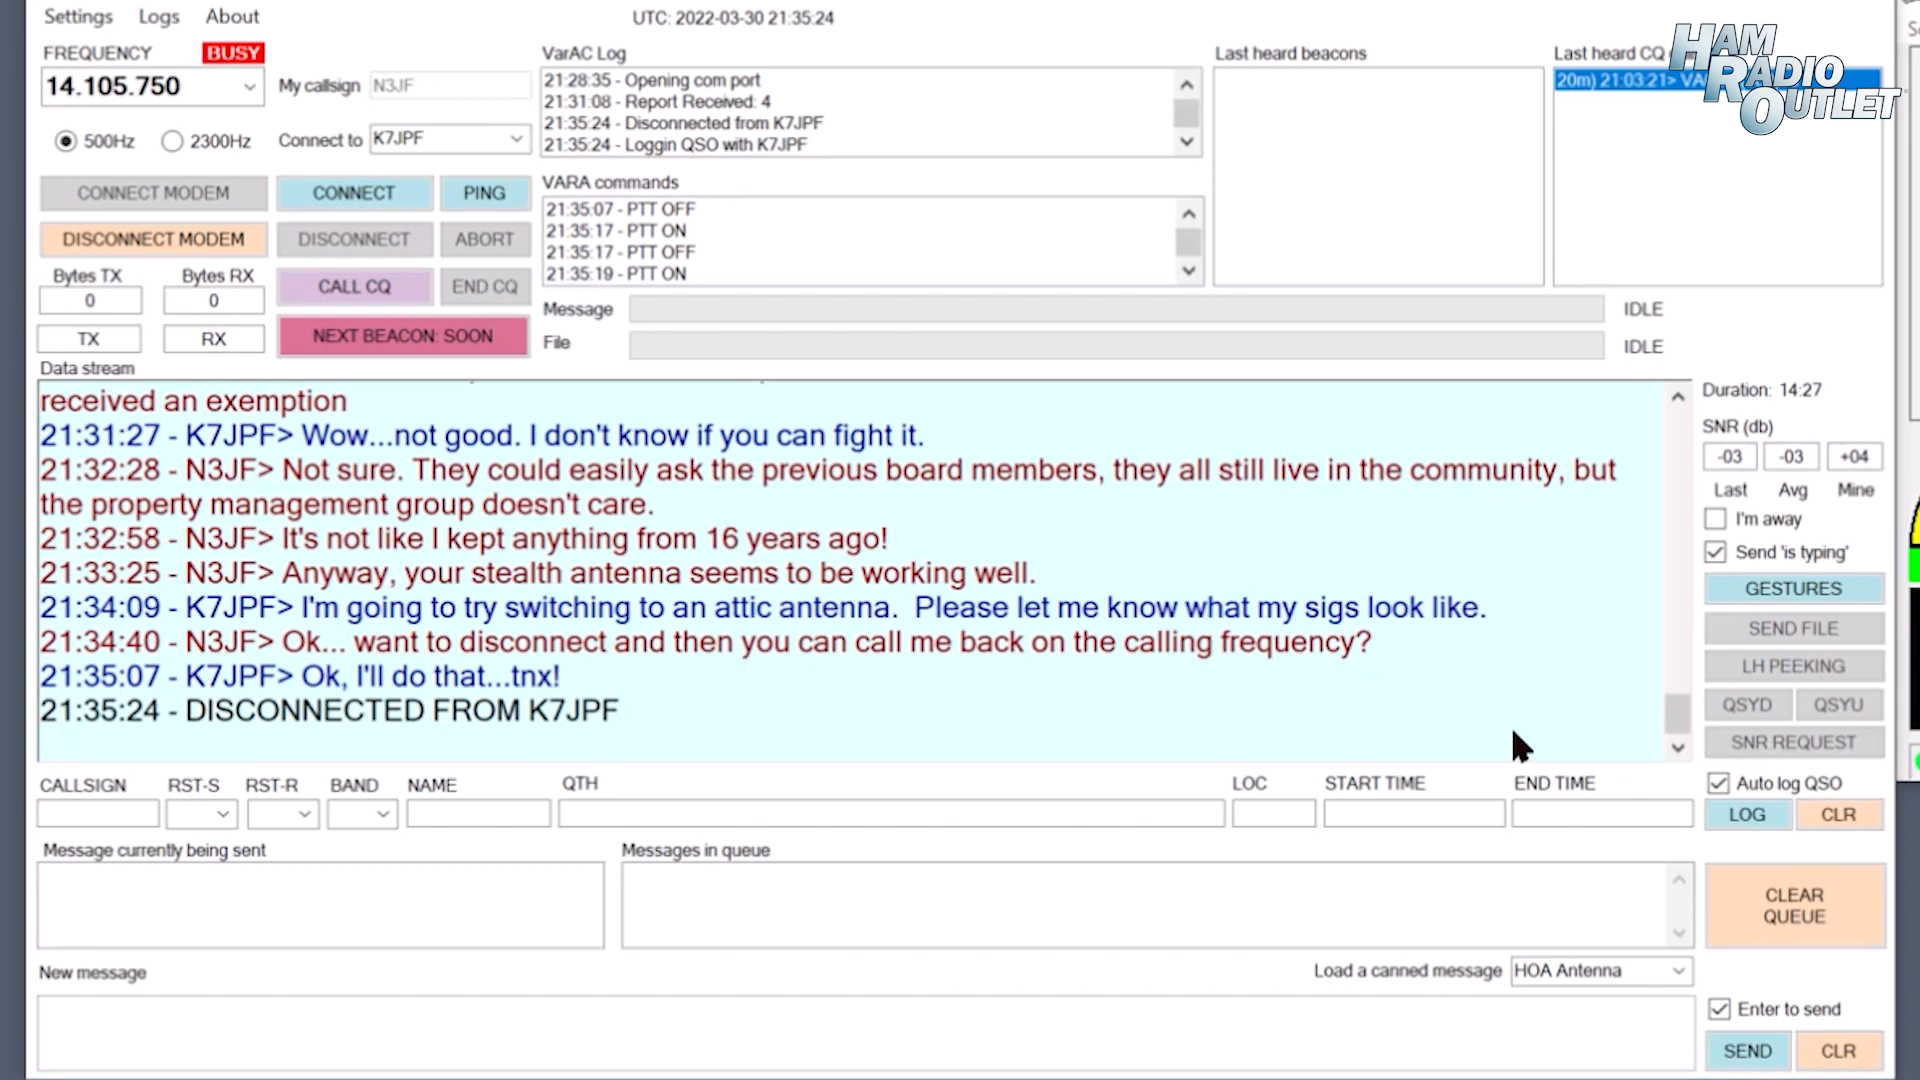 Settings Logs About
UTC: 2022-03-30 21:35:24
HAM RADIO OUTLET
FREQUENCY BUSY
14.105.750
My callsign N3JF
500Hz 2300Hz
Connect to K7JPF
CONNECT MODEM CONNECT PING
DISCONNECT MODEM DISCONNECT ABORT
Bytes TX Bytes RX
0 0
CALL CQ END CQ
TX RX
NEXT BEACON: SOON
VarAC Log
21:28:35 - Opening com port
21:31:08 - Report Received: 4
21:35:24 - Disconnected from K7JPF
21:35:24 - Loggin QSO with K7JPF
VARA commands
21:35:07 - PTT OFF
21:35:17 - PTT ON
21:35:17 - PTT OFF
21:35:19 - PTT ON
Last heard beacons
Last heard CQ
20m) 21:03:21>
Message IDLE
File IDLE
Data stream
received an exemption
21:31:27 - K7JPF> Wow...not good. I don't know if you can fight it.
21:32:28 - N3JF> Not sure. They could easily ask the previous board members, they all still live in the community, but
the property management group doesn't care.
21:32:58 - N3JF> It's not like I kept anything from 16 years ago!
21:33:25 - N3JF> Anyway, your stealth antenna seems to be working well.
21:34:09 - K7JPF> I'm going to try switching to an attic antenna.  Please let me know what my sigs look like.
21:34:40 - N3JF> Ok... want to disconnect and then you can call me back on the calling frequency?
21:35:07 - K7JPF> Ok, I'll do that...tnx!
21:35:24 - DISCONNECTED FROM K7JPF
Duration: 14:27
SNR (db)
-03 -03 +04
Last Avg Mine
I'm away
Send 'is typing'
GESTURES
SEND FILE
LH PEEKING
QSYD QSYU
SNR REQUEST
CALLSIGN RST-S RST-R BAND NAME QTH LOC START TIME END TIME
Auto log QSO
LOG CLR
Message currently being sent
Messages in queue
CLEAR
QUEUE
New message
Load a canned message HOA Antenna
Enter to send
SEND CLR